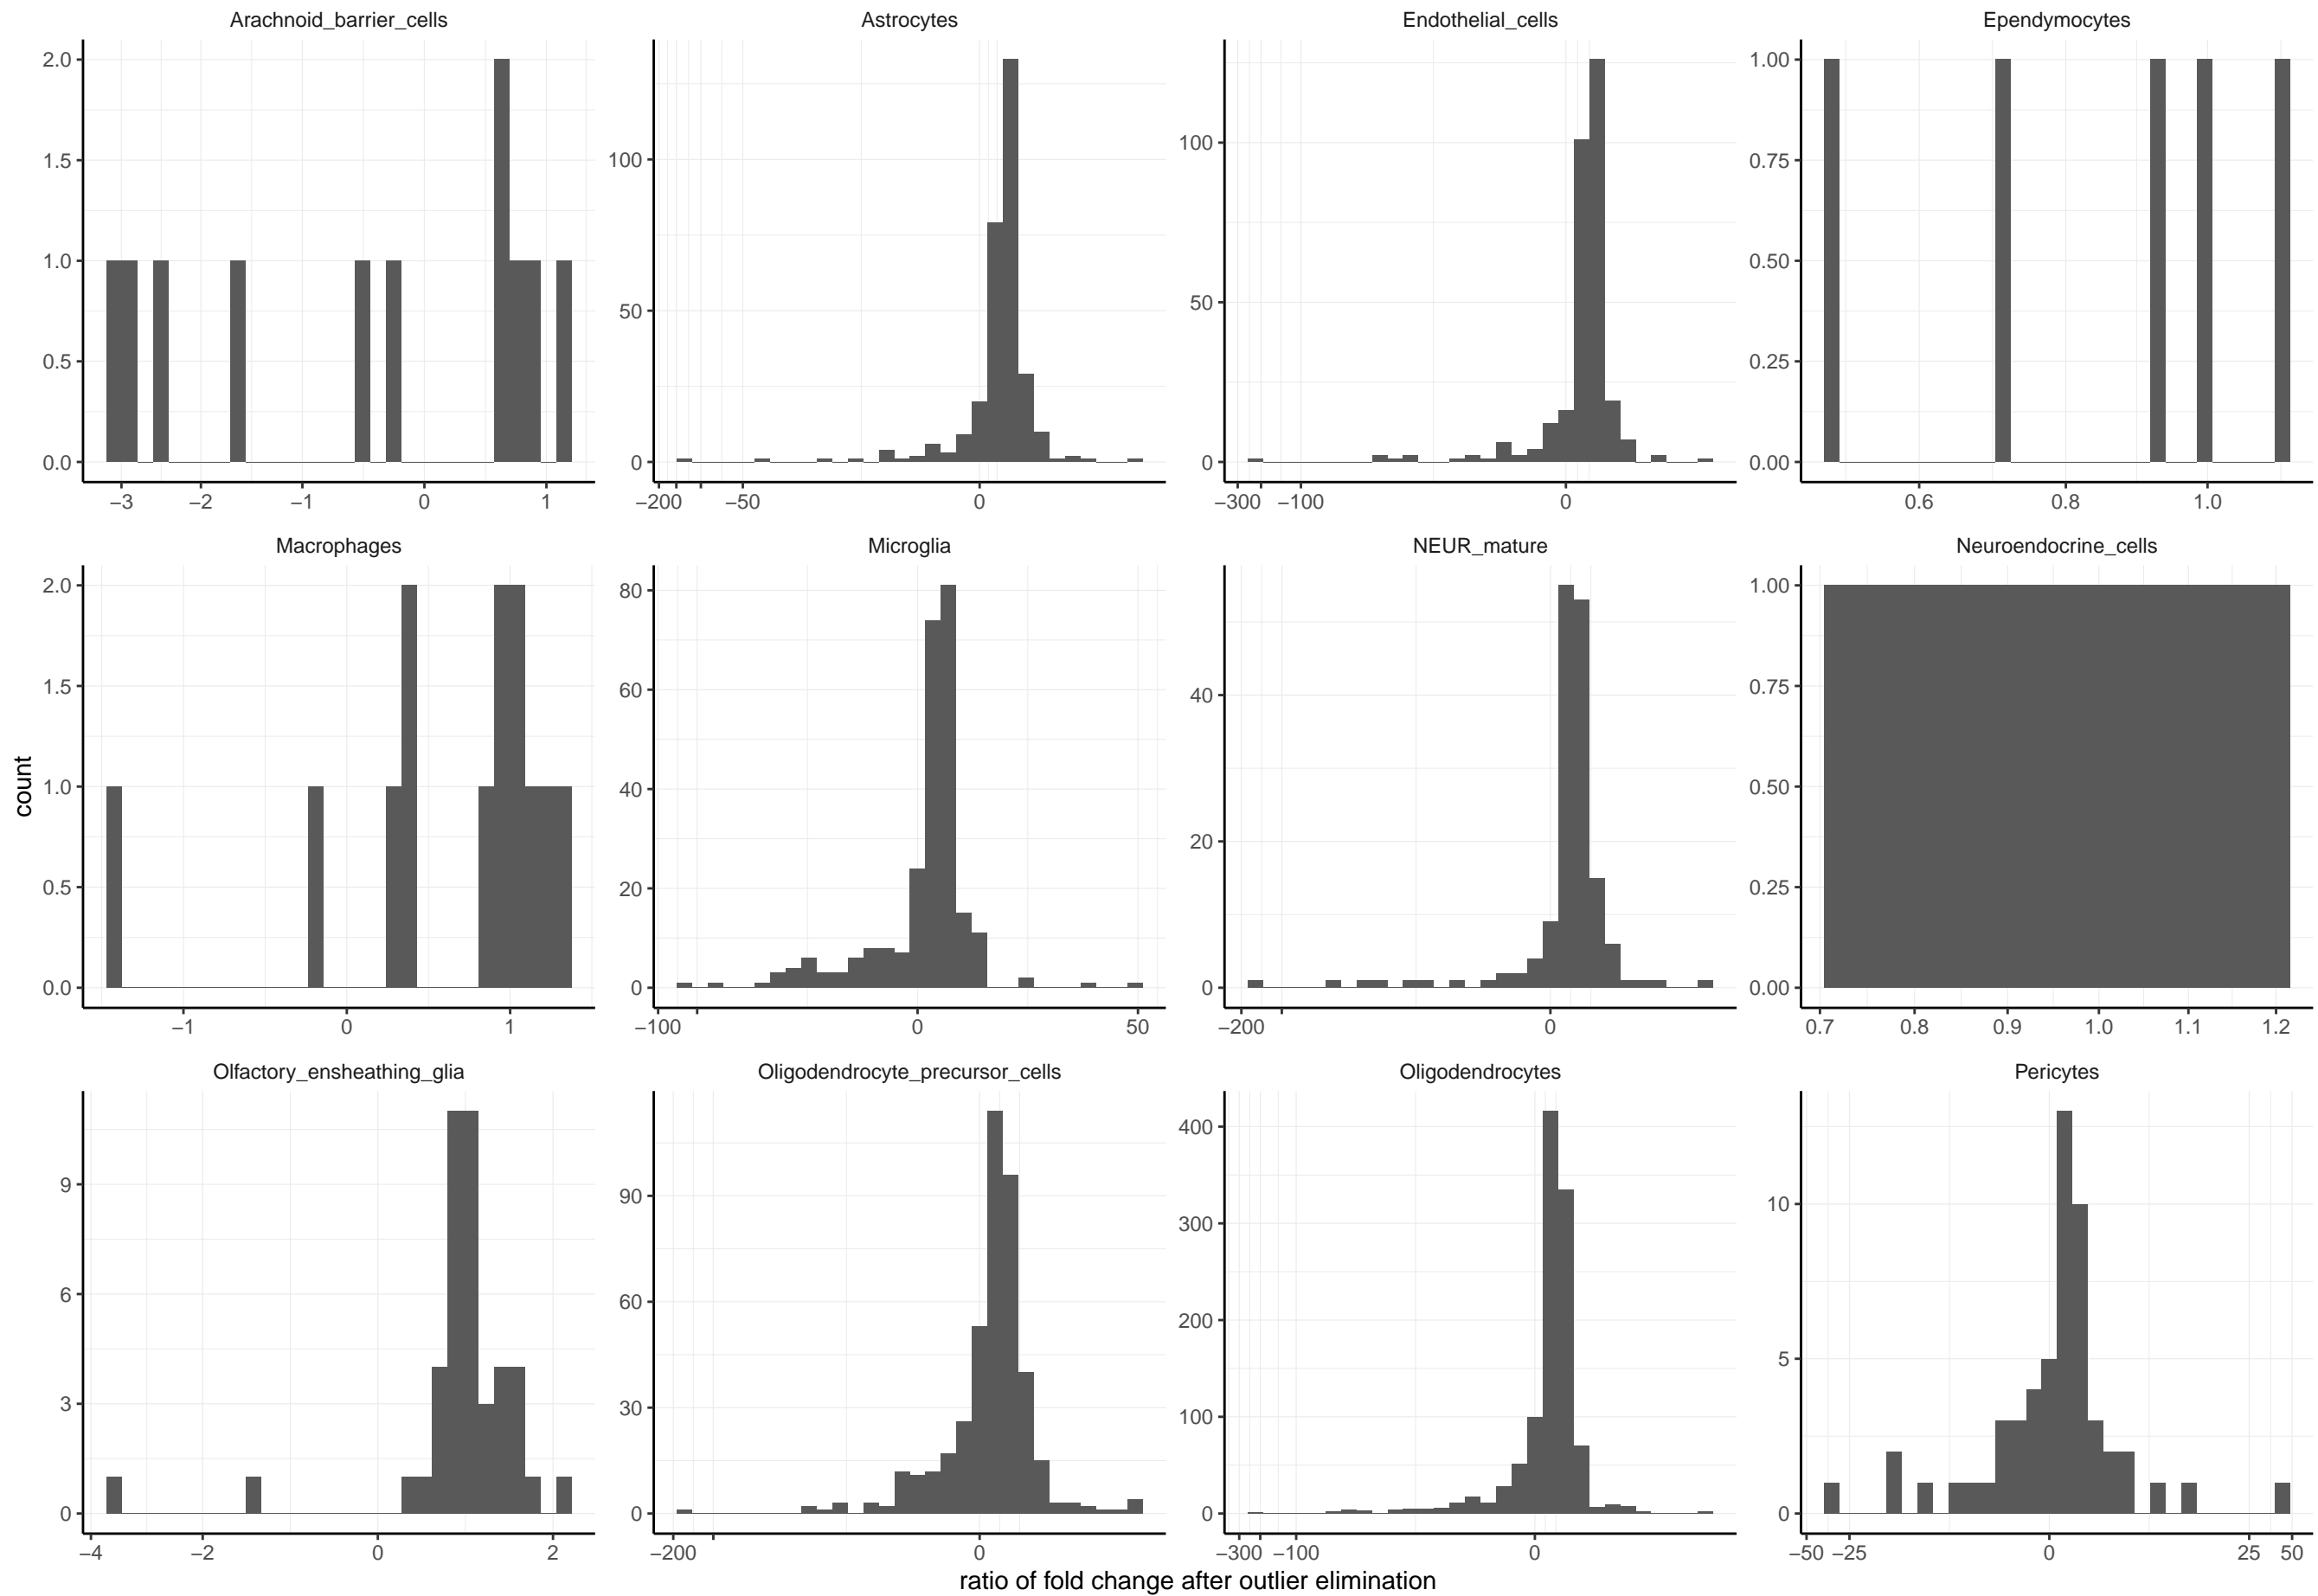 Arachnoid_barrier_cells
Astrocytes
Endothelial_cells
Ependymocytes
2.0
1.5
1.0
0.5
0.0
−3 −2 −1 0 1
100
50
0
−200 −50 0
100
50
0
−300 −100 0
1.00
0.75
0.50
0.25
0.00
0.6 0.8 1.0
Macrophages
Microglia
NEUR_mature
Neuroendocrine_cells
count
2.0
1.5
1.0
0.5
0.0
−1 0 1
80
60
40
20
0
−100 0 50
40
20
0
−200 0
1.00
0.75
0.50
0.25
0.00
0.7 0.8 0.9 1.0 1.1 1.2
Olfactory_ensheathing_glia
Oligodendrocyte_precursor_cells
Oligodendrocytes
Pericytes
9
6
3
0
−4 −2 0 2
90
60
30
0
−200 0
400
300
200
100
0
−300 −100 0
10
5
0
−50 −25 0 25 50
ratio of fold change after outlier elimination